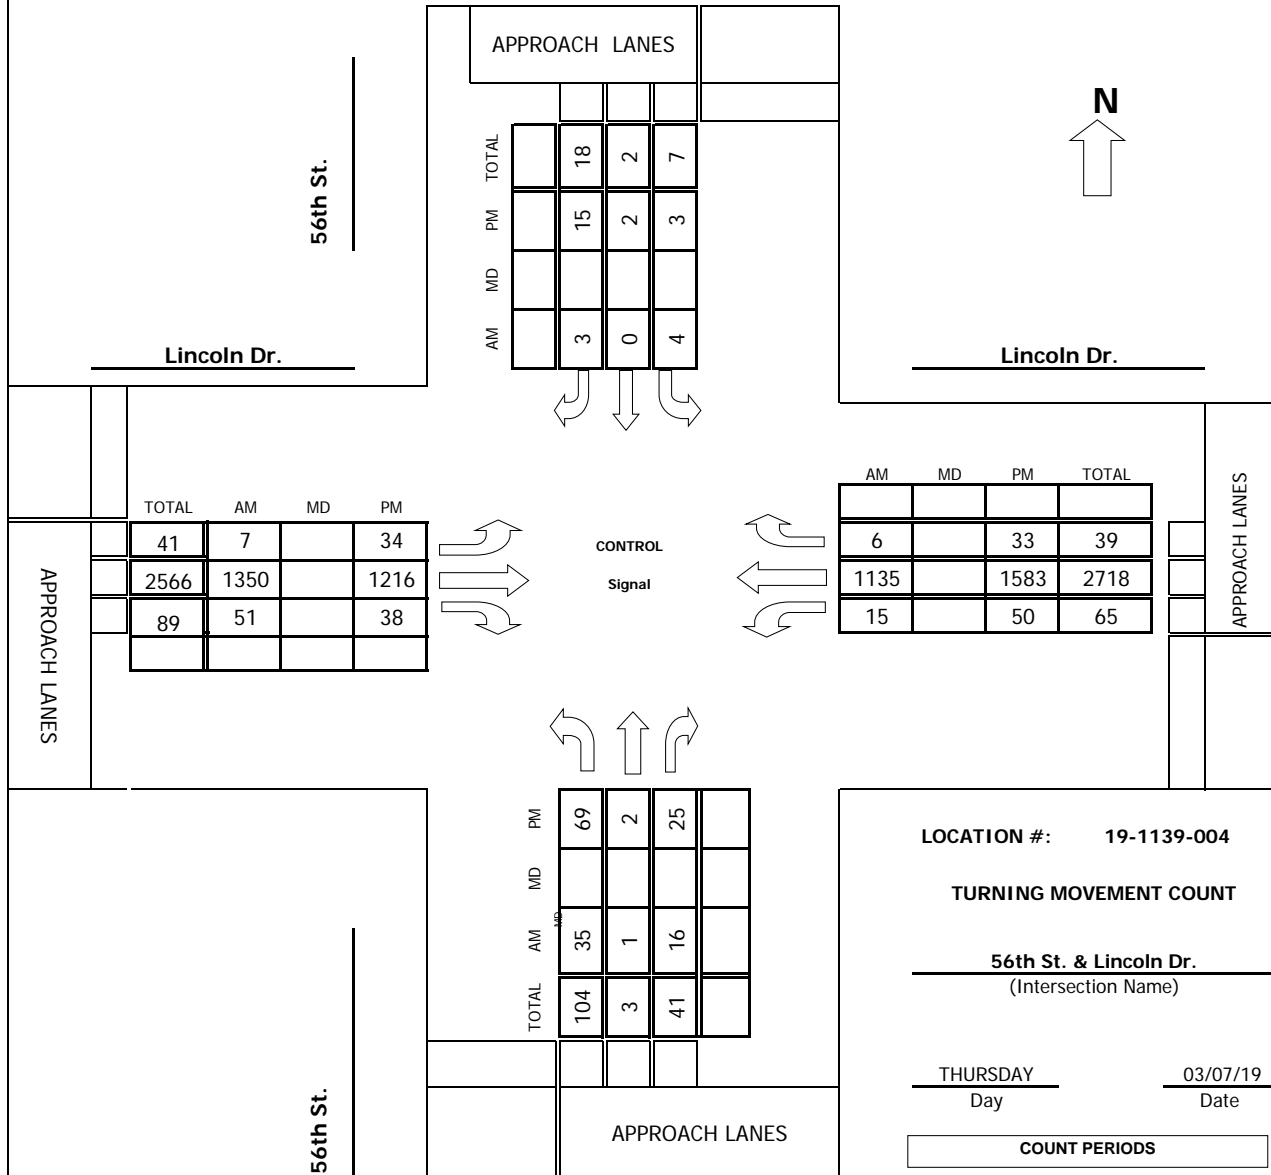 APPROACH LANES
N
TOTAL 18 2 7
PM 15 2 3
MD
AM 3 0 4
56th St.
Lincoln Dr.
Lincoln Dr.
AM MD PM TOTAL
6 33 39
1135 1583 2718
15 50 65
APPROACH LANES
TOTAL AM MD PM
41 7 34
2566 1350 1216
89 51 38
APPROACH LANES
CONTROL
Signal
PM 69 2 25
MD
MD
AM 35 1 16
TOTAL 104 3 41
APPROACH LANES
56th St.
LOCATION #: 19-1139-004
TURNING MOVEMENT COUNT
56th St. & Lincoln Dr.
(Intersection Name)
THURSDAY 03/07/19
Day Date
COUNT PERIODS